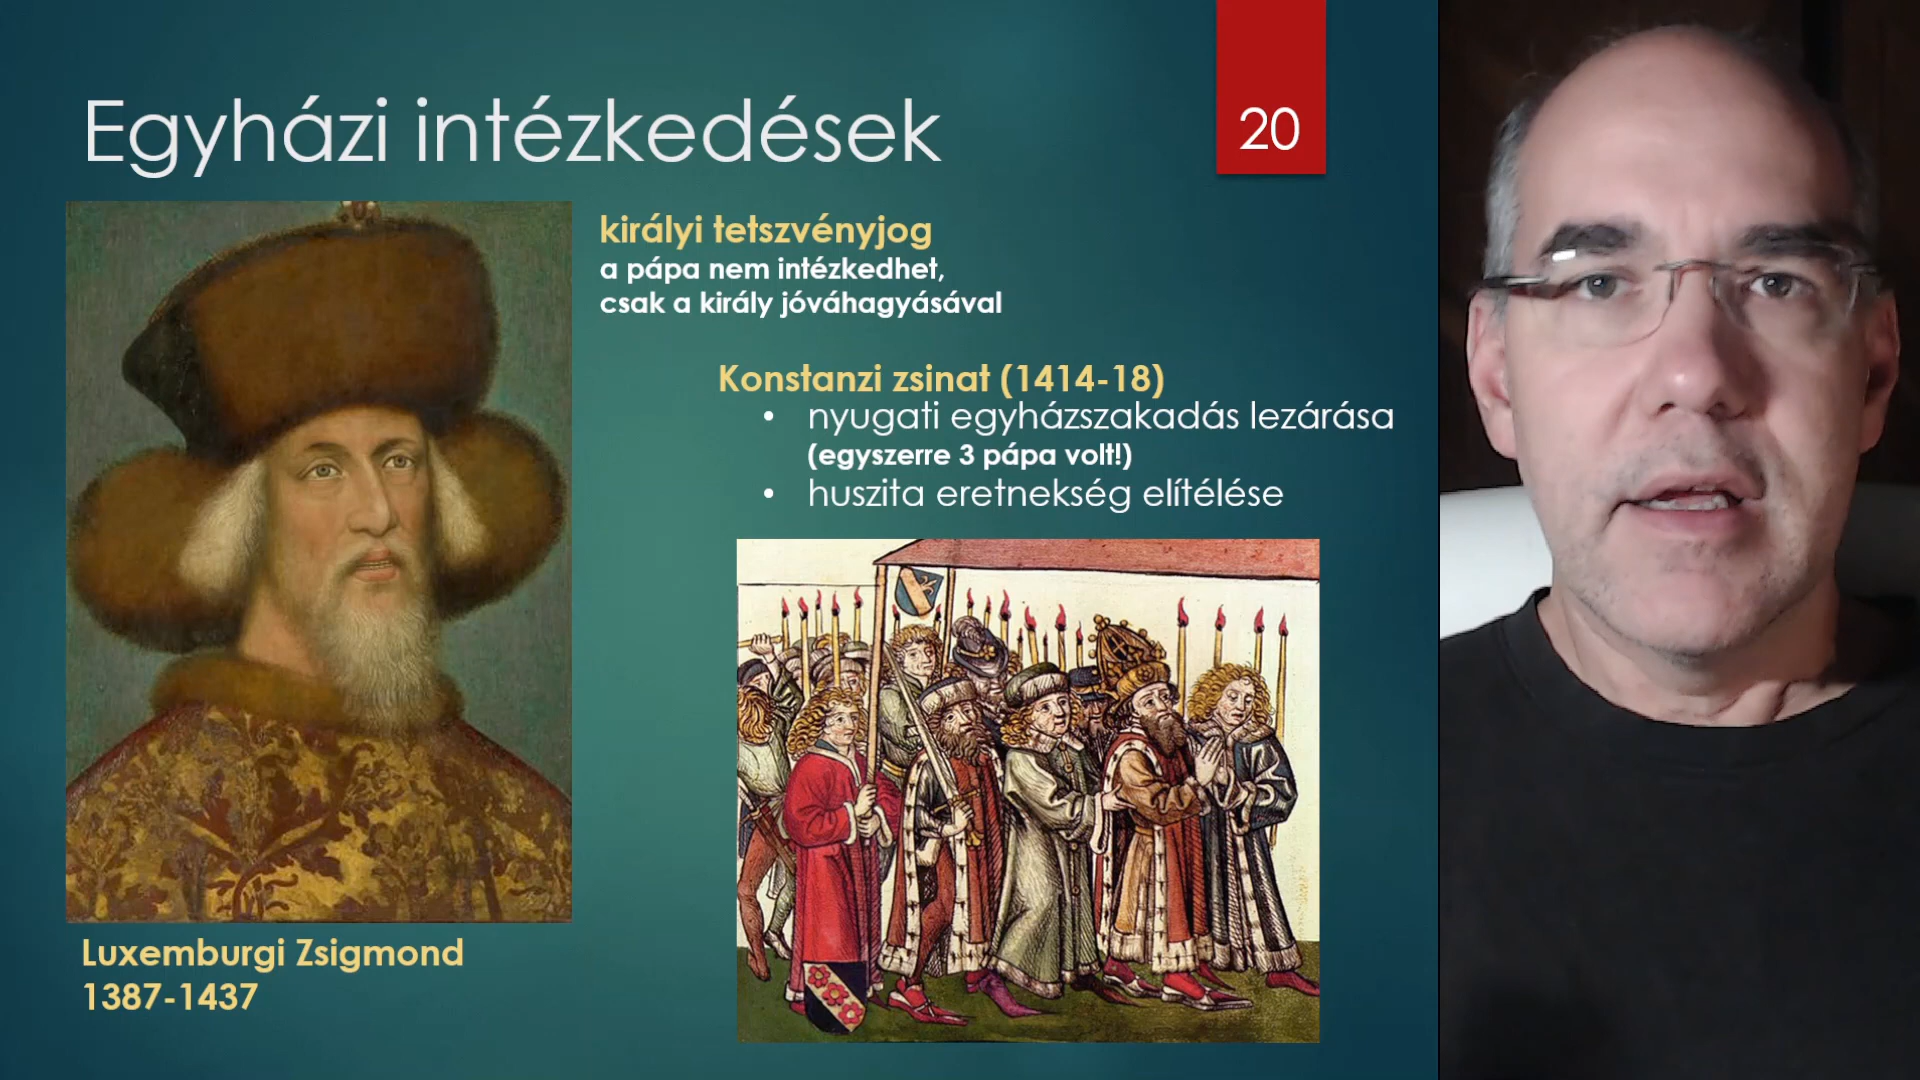 Egyházi intézkedések
20
királyi tetszvényjog
a pápa nem intézkedhet,
csak a király jóváhagyásával
Konstanzi zsinat (1414-18)
• nyugati egyházszakadás lezárása
(egyszerre 3 pápa volt!)
• huszita eretnekség elítélése
Luxemburgi Zsigmond
1387-1437